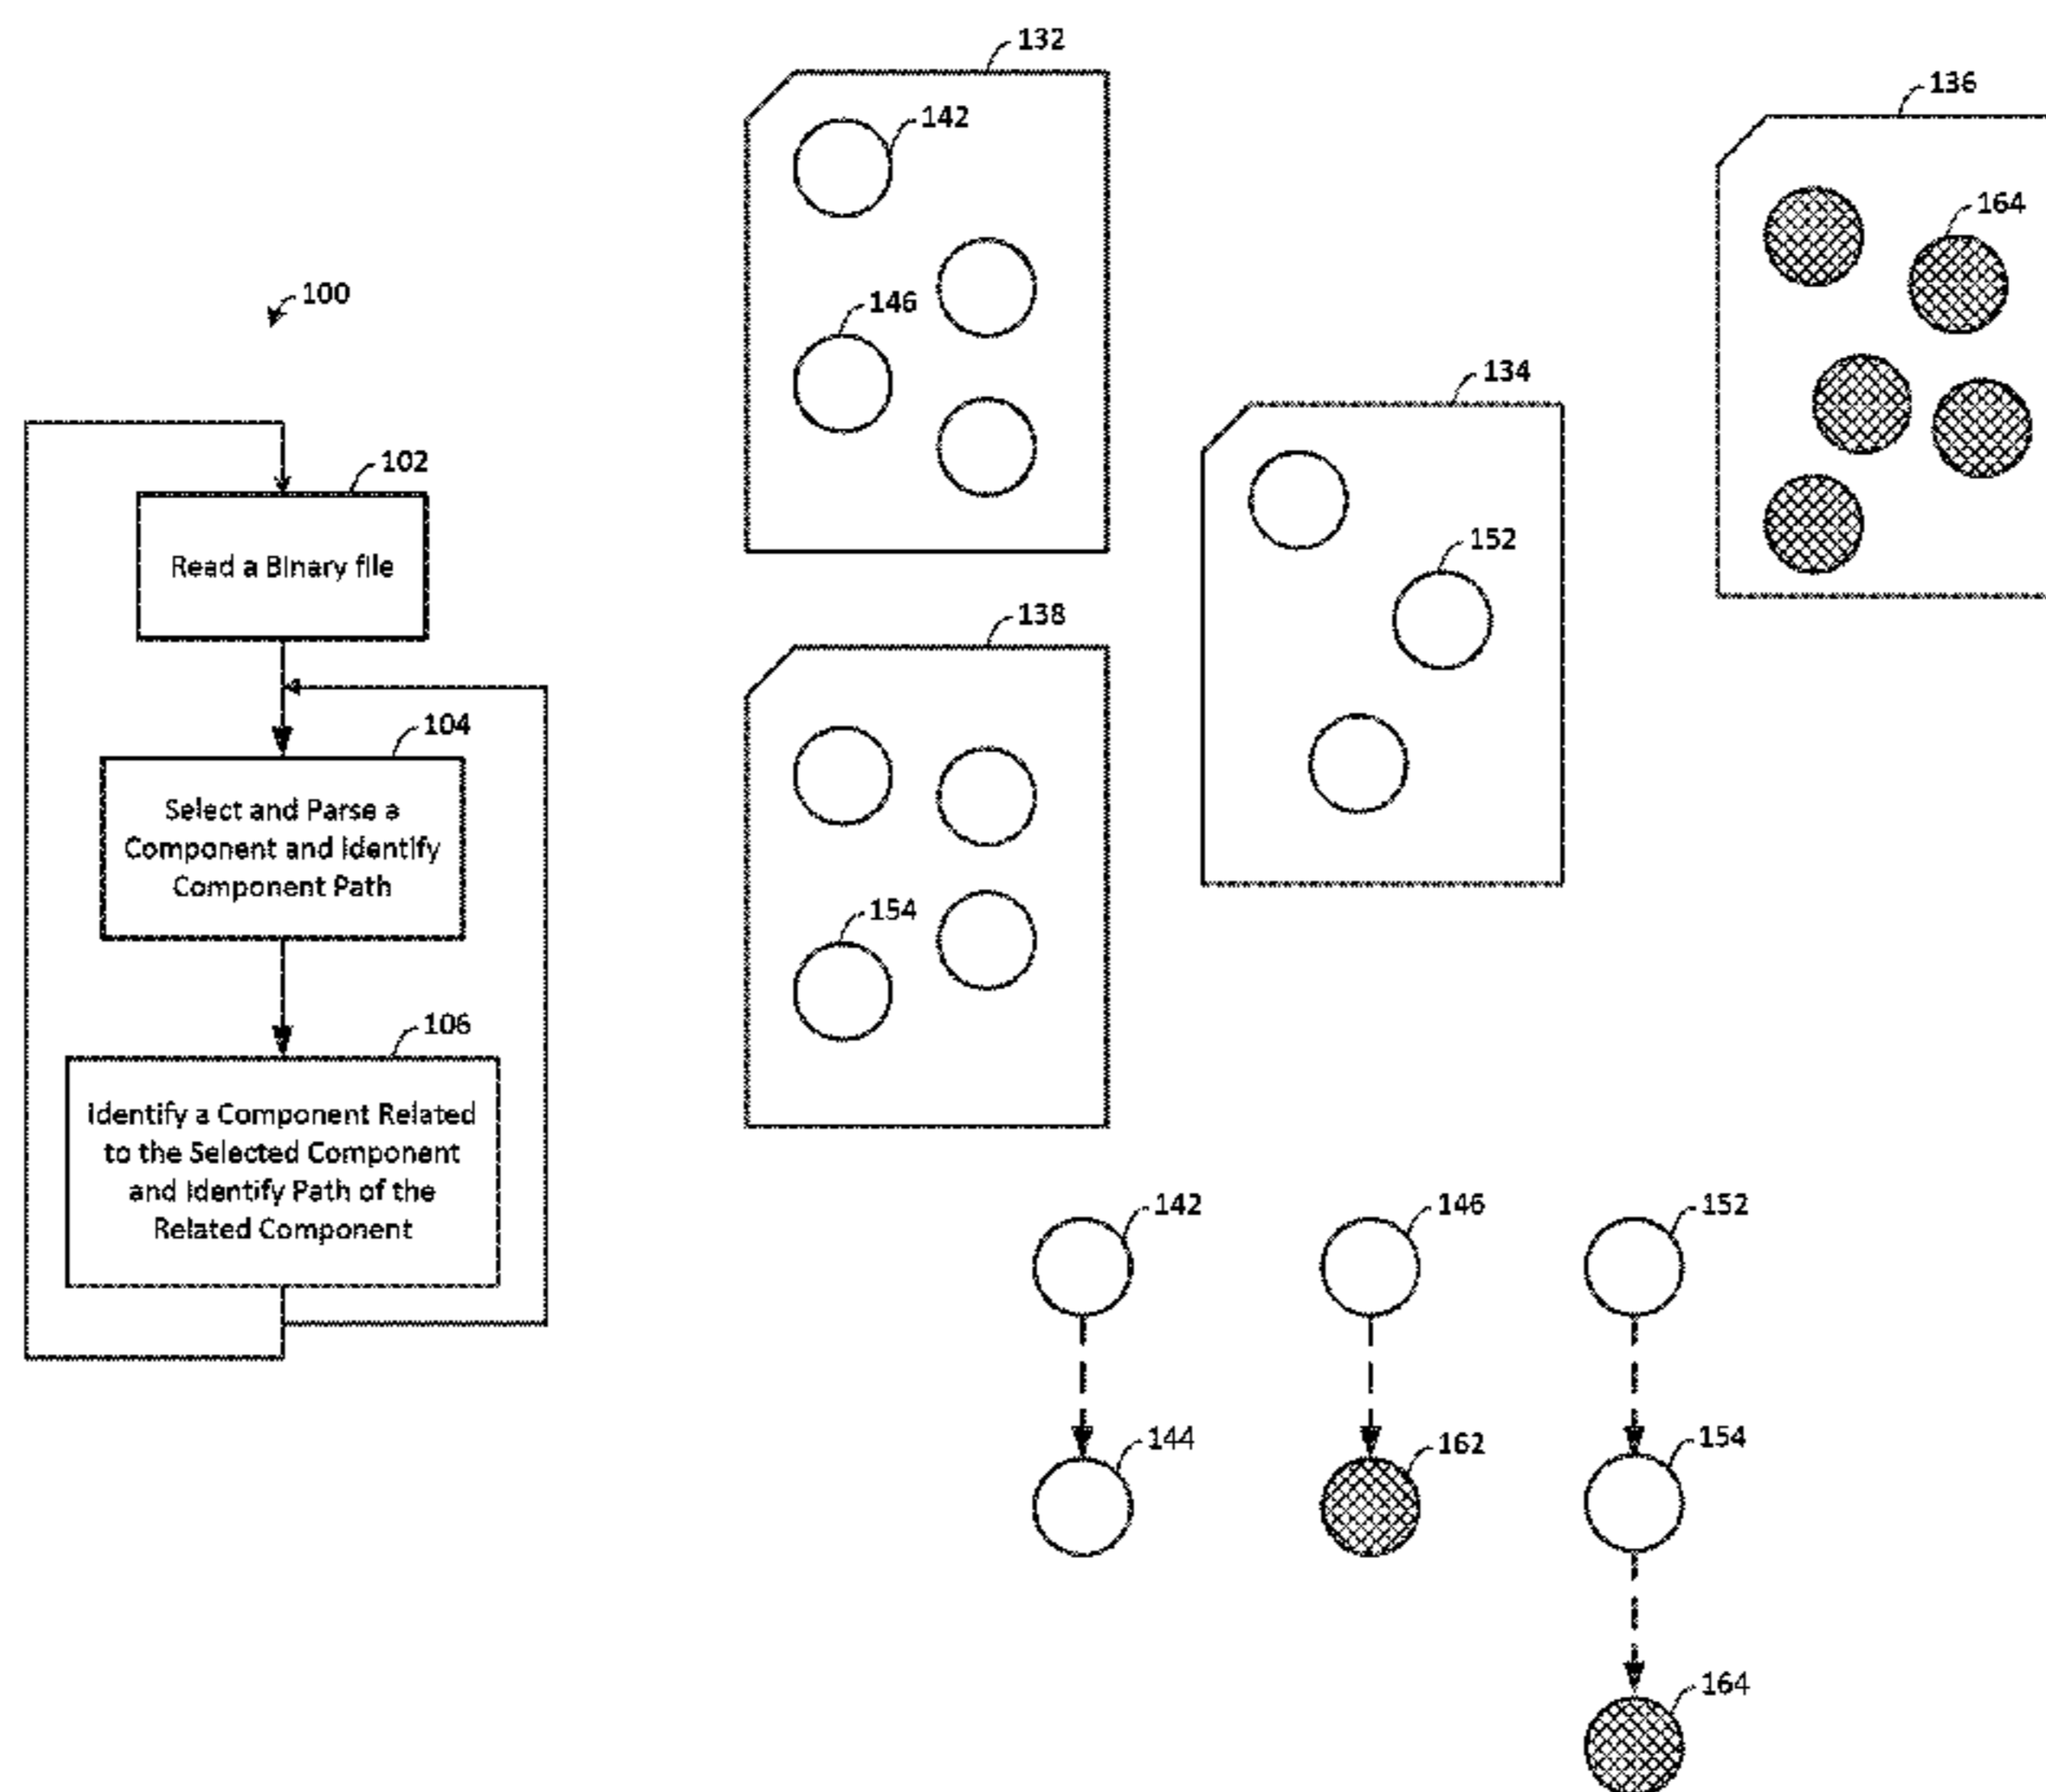 132
136
142
164
100
146
134
102
Read a Binary file
152
138
104
Select and Parse a
Component and Identify
Component Path
154
106
Identify a Component Related
to the Selected Component
and Identify Path of the
Related Component
142
146
152
144
162
154
164